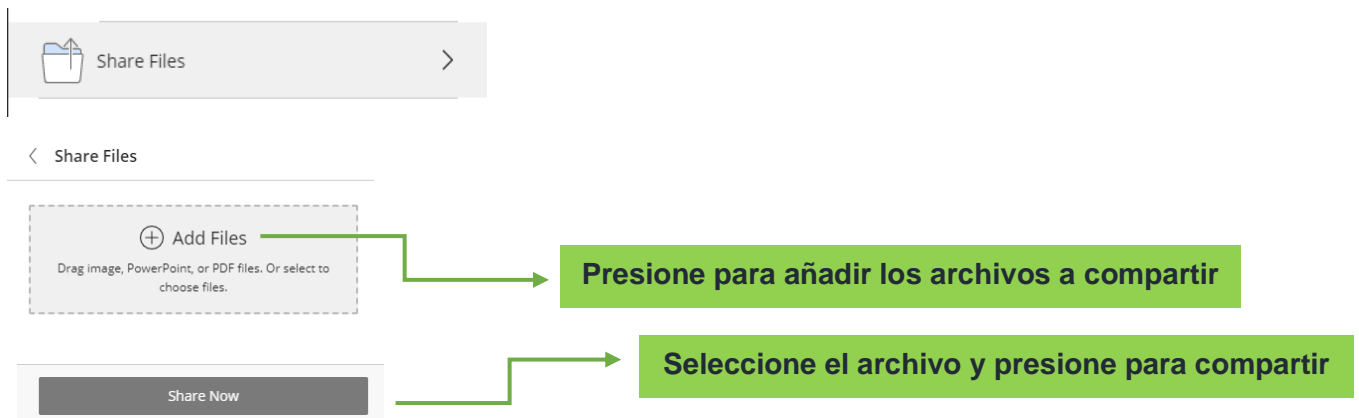 Share Files
Share Files
Add Files
Drag image, PowerPoint, or PDF files. Or select to
choose files.
Presione para añadir los archivos a compartir
Seleccione el archivo y presione para compartir
Share Now